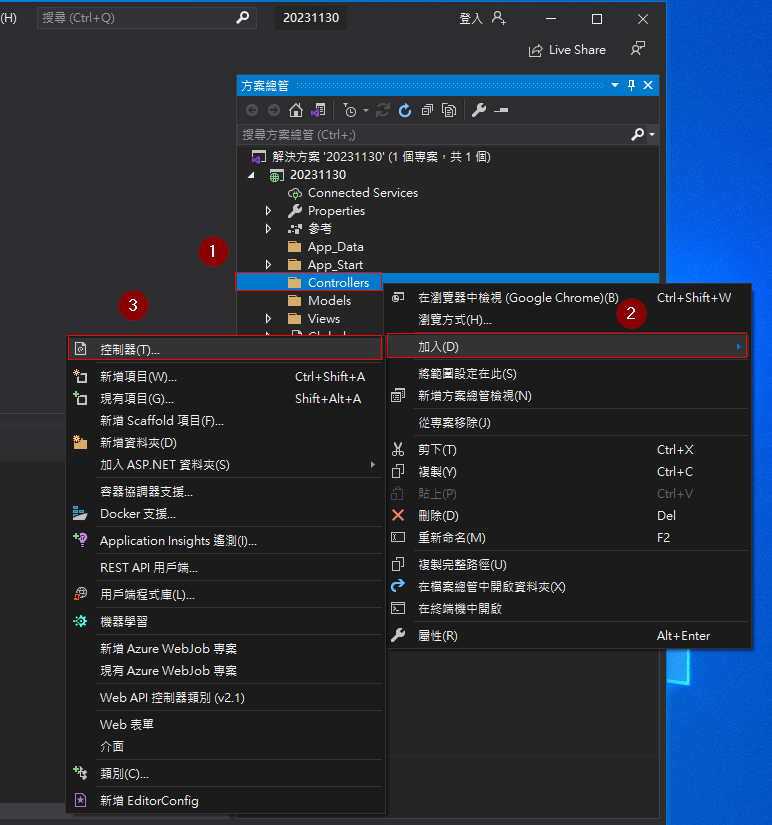 (H)
搜尋 (Ctrl+Q)
20231130
登入
Live Share
方案總管
搜尋方案總管 (Ctrl+;)
解決方案 '20231130' (1 個專案，共 1 個)
20231130
Connected Services
Properties
參考
App_Data
1
App_Start
Controllers
Models
Views
3
控制器(T)...
新增項目(W)... Ctrl+Shift+A
現有項目(G)... Shift+Alt+A
新增 Scaffold 項目(F)...
新增資料夾(D)
加入 ASP.NET 資料夾(S)
容器協調器支援...
Docker 支援...
Application Insights 遙測(I)...
REST API 用戶端...
用戶端程式庫(L)...
機器學習
新增 Azure WebJob 專案
現有 Azure WebJob 專案
Web API 控制器類別 (v2.1)
Web 表單
介面
類別(C)...
新增 EditorConfig
在瀏覽器中檢視 (Google Chrome)(B) Ctrl+Shift+W
瀏覽方式(H)...
2
加入(D)
將範圍設定在此(S)
新增方案總管檢視(N)
從專案移除(J)
剪下(T) Ctrl+X
複製(Y) Ctrl+C
貼上(P) Ctrl+V
刪除(D) Del
重新命名(M) F2
複製完整路徑(U)
在檔案總管中開啟資料夾(X)
在終端機中開啟
屬性(R) Alt+Enter